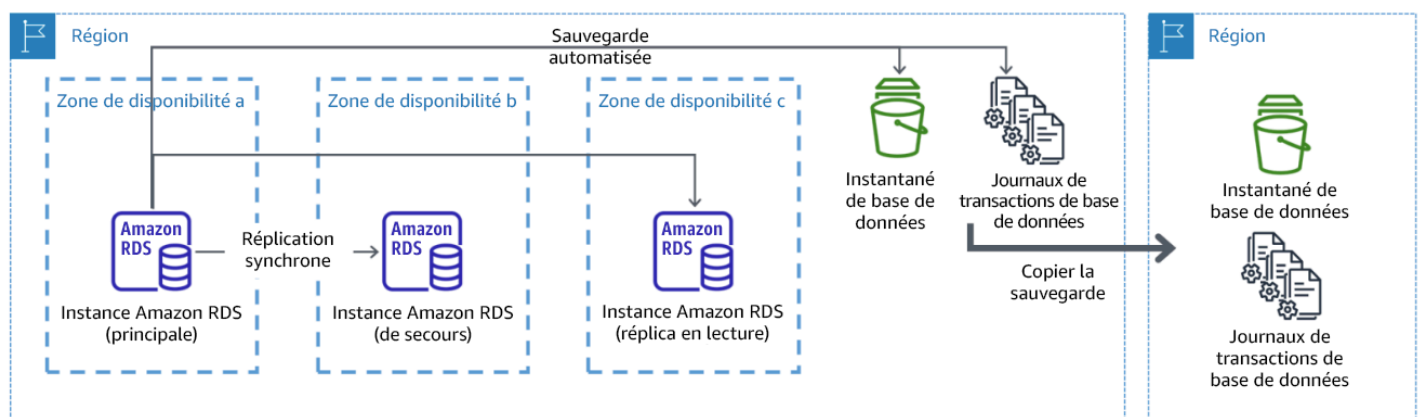 Région
Sauvegarde
automatisée
Zone de disponibilité a
Zone de disponibilité b
Zone de disponibilité c
Amazon
RDS
Réplication
synchrone
Amazon
RDS
Amazon
RDS
Instance Amazon RDS
(principale)
Instance Amazon RDS
(de secours)
Instance Amazon RDS
(réplica en lecture)
Instantané
de base de
données
Journaux de
transactions de base
de données
Copier la
sauvegarde
Région
Instantané de
base de données
Journaux de
transactions de
base de données